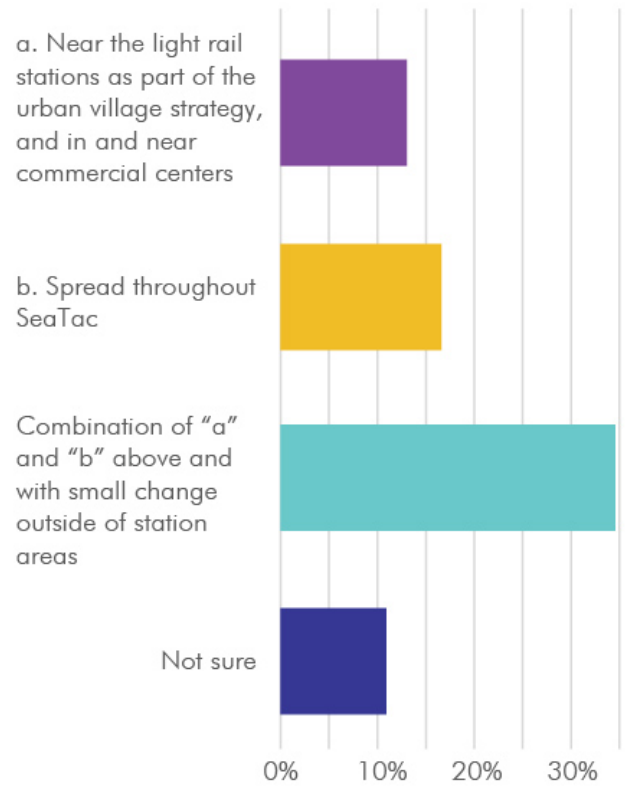 a. Near the light rail
stations as part of the
urban village strategy,
and in and near
commercial centers
b. Spread throughout
SeaTac
Combination of “a”
and “b” above and
with small change
outside of station
areas
Not sure
0% 10% 20% 30%